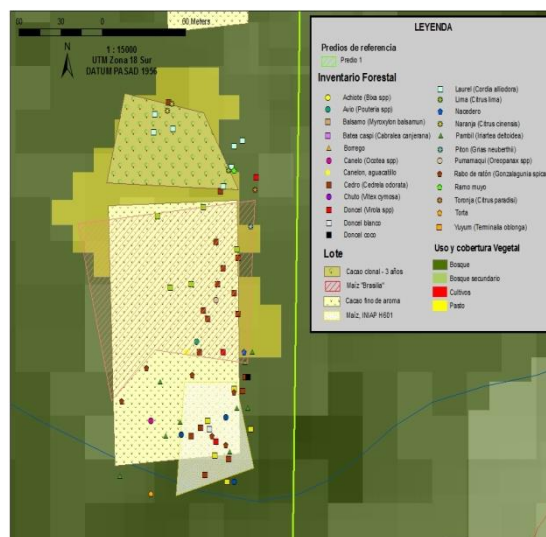 60 30 0 60 Meters
N
1 : 15000
UTM Zona 18 Sur
DATUM PASAD 1956
LEYENDA
Predios de referencia
Predio 1
Inventario Forestal
Achiote (Bixa spp)
Avio (Pouteria spp)
Balsamo (Myroxylon balsamun)
Batea caspi (Cabralea canjerana)
Borrego
Canelo (Ocotea spp)
Canelon, aguacatillo
Cedro (Cedrela odorata)
Chulo (Vitex cymosa)
Doncel (Virola spp)
Doncel blanco
Doncel coco
Laurel (Cordia alliodora)
Lima (Citrus lima)
Nacedero
Naranja (Citrus cinensis)
Pambil (Iriartea deltoidea)
Piton (Grias neuberthii)
Pumamaqui (Oreopanax spp)
Rabo de ratón (Gonzalagunia spica
Ramo muyo
Toronja (Citrus paradisi)
Torta
Yuyum (Terminalia oblonga)
Lote
Cacao clonal - 3 años
Maíz "Brasilia"
Cacao fino de aroma
Maíz, INIAP H601
Uso y cobertura Vegetal
Bosque
Bosque secundario
Cultivos
Pasto